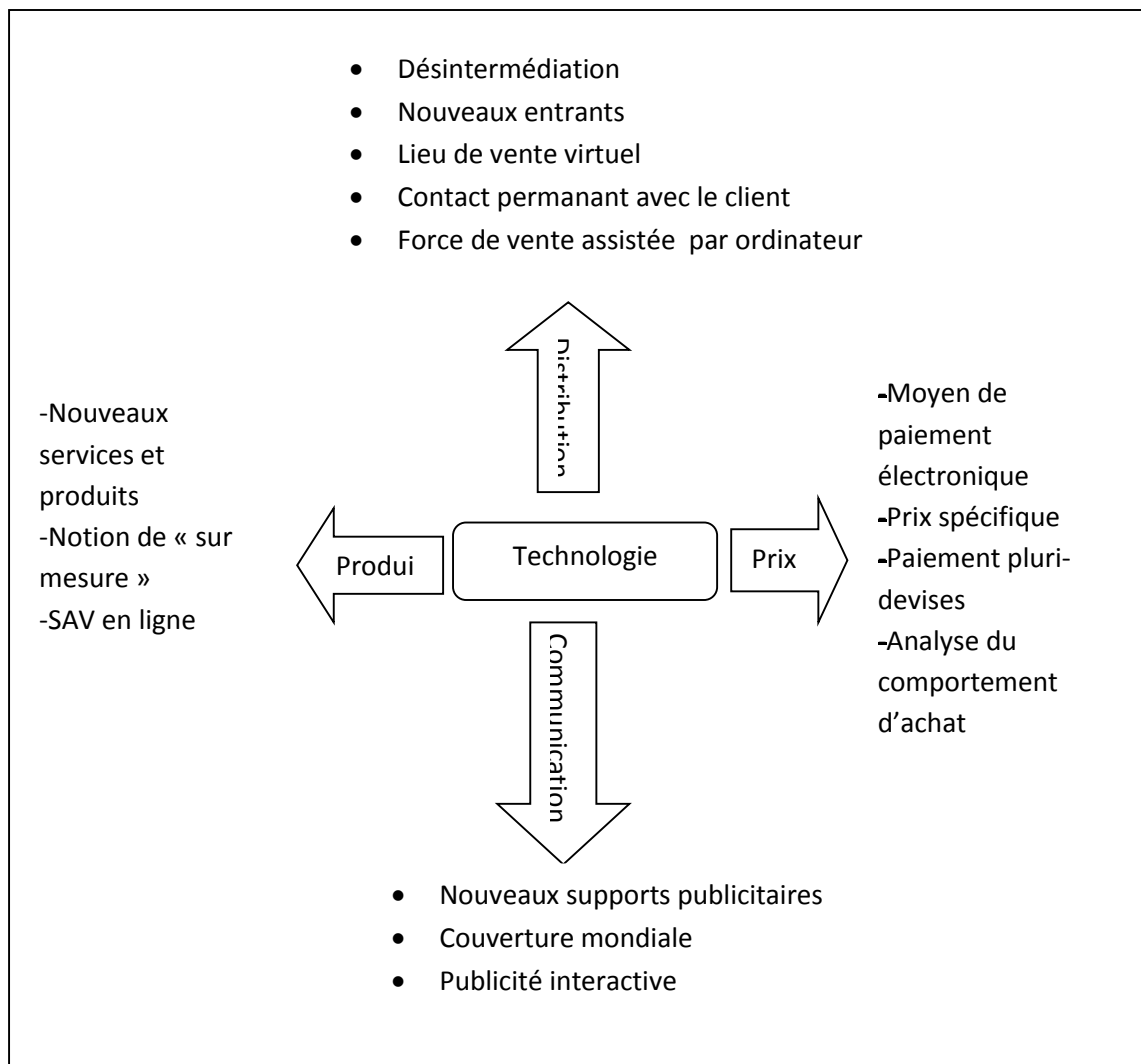 • Désintermédiation
• Nouveaux entrants
• Lieu de vente virtuel
• Contact permanant avec le client
• Force de vente assistée par ordinateur
Distribution
-Nouveaux
services et
produits
-Notion de « sur
mesure »
-SAV en ligne
Produi
Technologie
Prix
-Moyen de
paiement
électronique
-Prix spécifique
-Paiement pluri-
devises
-Analyse du
comportement
d’achat
Communication
• Nouveaux supports publicitaires
• Couverture mondiale
• Publicité interactive